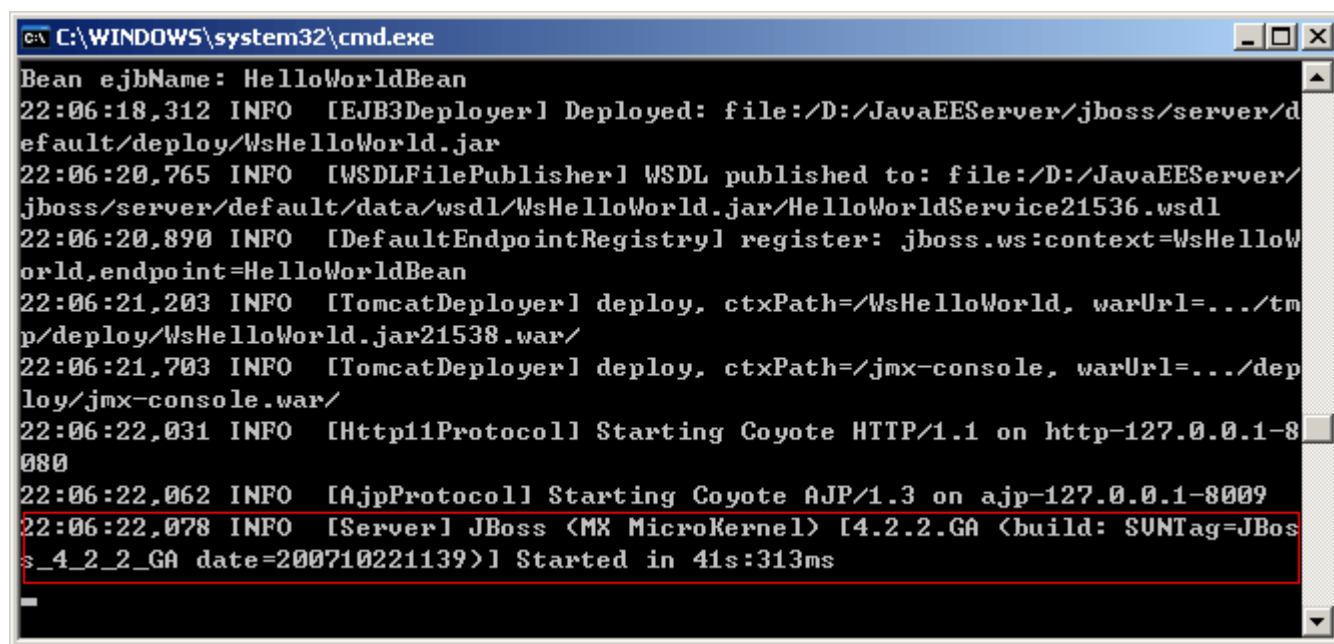 C:\WINDOWS\system32\cmd.exe
Bean ejbName: HelloWorldBean
22:06:18,312 INFO  [EJB3Deployer] Deployed: file:/D:/JavaEEServer/jboss/server/d
efault/deploy/WsHelloWorld.jar
22:06:20,765 INFO  [WSDLFilePublisher] WSDL published to: file:/D:/JavaEEServer/
jboss/server/default/data/wsdl/WsHelloWorld.jar/HelloWorldService21536.wsdl
22:06:20,890 INFO  [DefaultEndpointRegistry] register: jboss.ws:context=WsHelloW
orld,endpoint=HelloWorldBean
22:06:21,203 INFO  [TomcatDeployer] deploy, ctxPath=/WsHelloWorld, warUrl=.../tm
p/deploy/WsHelloWorld.jar21538.war/
22:06:21,703 INFO  [TomcatDeployer] deploy, ctxPath=/jmx-console, warUrl=.../dep
loy/jmx-console.war/
22:06:22,031 INFO  [Http11Protocol] Starting Coyote HTTP/1.1 on http-127.0.0.1-8
080
22:06:22,062 INFO  [AjpProtocol] Starting Coyote AJP/1.3 on ajp-127.0.0.1-8009
22:06:22,078 INFO  [Server] JBoss (MX MicroKernel) [4.2.2.GA (build: SVNTag=JBos
s_4_2_2_GA date=200710221139)] Started in 41s:313ms